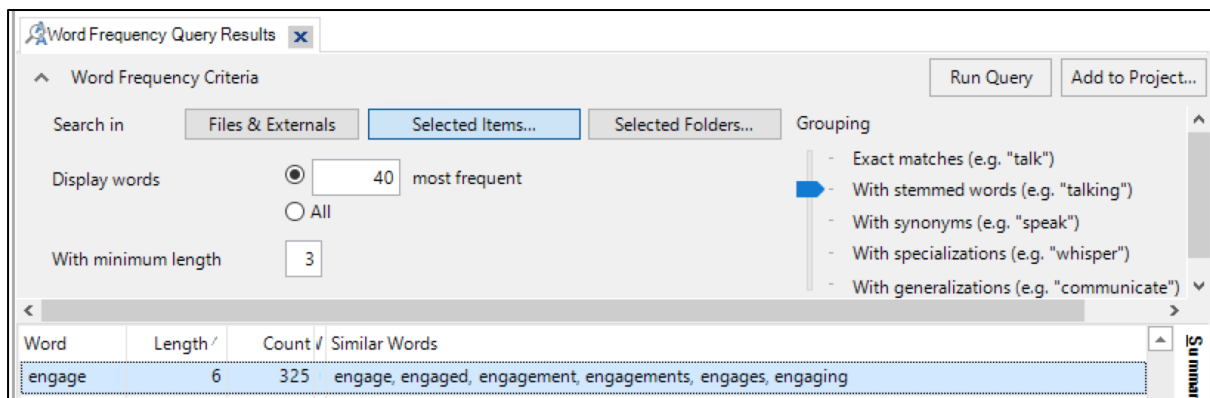 Word Frequency Query Results
Word Frequency Criteria
Run Query
Add to Project...
Search in
Files & Externals
Selected Items...
Selected Folders...
Grouping
Exact matches (e.g. "talk")
Display words
40
most frequent
With stemmed words (e.g. "talking")
All
With synonyms (e.g. "speak")
With minimum length
3
With specializations (e.g. "whisper")
With generalizations (e.g. "communicate")
Word
Length
Count
Similar Words
engage
6
325
engage, engaged, engagement, engagements, engages, engaging